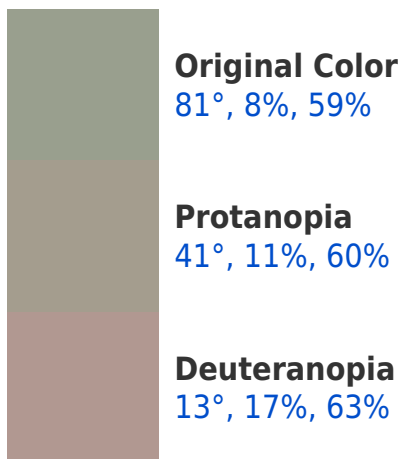 Original Color
81°, 8%, 59%
Protanopia
41°, 11%, 60%
Deuteranopia
13°, 17%, 63%